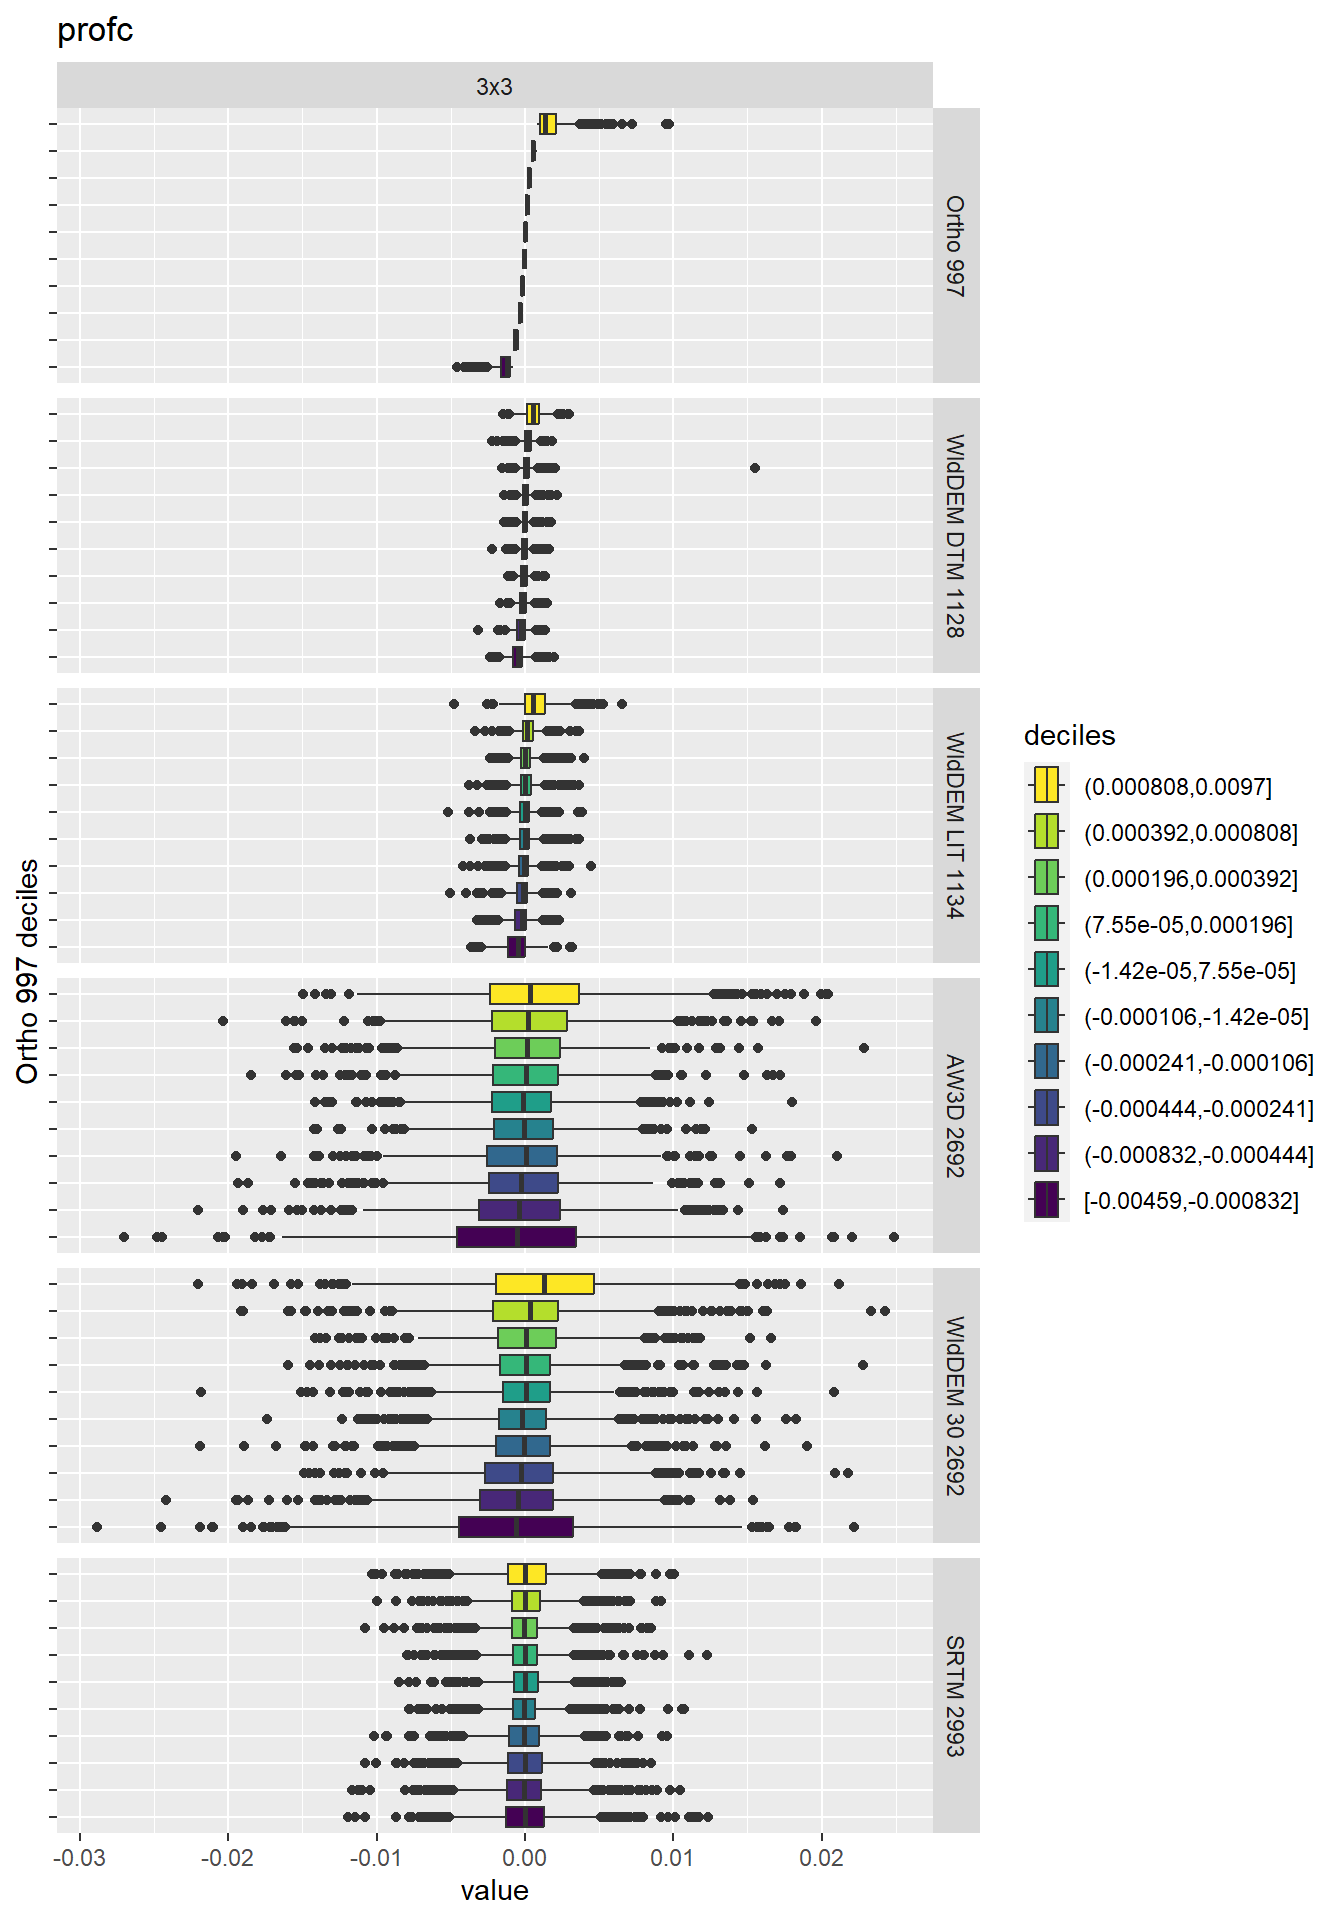 profc
3x3
Ortho 997
WldDEM DTM 1128
WldDEM LIT 1134
AW3D 2692
WldDEM 30 2692
SRTM 2993
Ortho 997 deciles
-0.03
-0.02
-0.01
0.00
0.01
0.02
value
deciles
(0.000808,0.0097]
(0.000392,0.000808]
(0.000196,0.000392]
(7.55e-05,0.000196]
(-1.42e-05,7.55e-05]
(-0.000106,-1.42e-05]
(-0.000241,-0.000106]
(-0.000444,-0.000241]
(-0.000832,-0.000444]
[-0.00459,-0.000832]